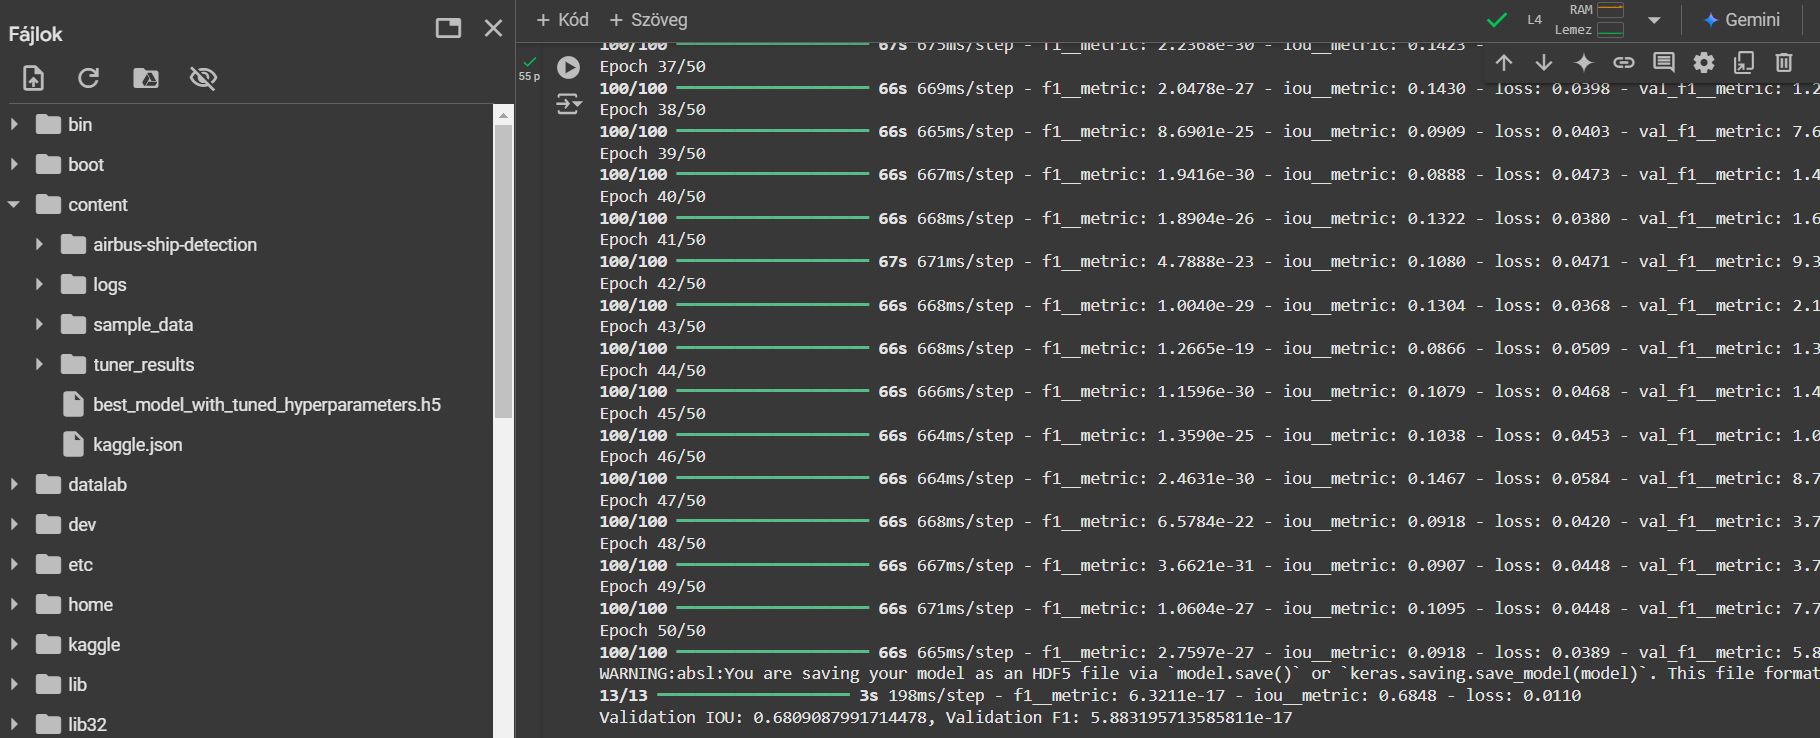 Fájlok
bin
boot
content
airbus-ship-detection
logs
sample_data
tuner_results
best_model_with_tuned_hyperparameters.h5
kaggle.json
datalab
dev
etc
home
kaggle
lib
lib32
+ Kód + Szöveg
L4
RAM
Lemez
Gemini
55 p
100/100 67s 675ms/step - f1__metric: 2.2368e-30 - iou__metric: 0.1423 -
Epoch 37/50
100/100 66s 669ms/step - f1__metric: 2.0478e-27 - iou__metric: 0.1430 - loss: 0.0398 - val_f1__metric: 1.2
Epoch 38/50
100/100 66s 665ms/step - f1__metric: 8.6901e-25 - iou__metric: 0.0909 - loss: 0.0403 - val_f1__metric: 7.6
Epoch 39/50
100/100 66s 667ms/step - f1__metric: 1.9416e-30 - iou__metric: 0.0888 - loss: 0.0473 - val_f1__metric: 1.4
Epoch 40/50
100/100 66s 668ms/step - f1__metric: 1.8904e-26 - iou__metric: 0.1322 - loss: 0.0380 - val_f1__metric: 1.6
Epoch 41/50
100/100 67s 671ms/step - f1__metric: 4.7888e-23 - iou__metric: 0.1080 - loss: 0.0471 - val_f1__metric: 9.3
Epoch 42/50
100/100 66s 668ms/step - f1__metric: 1.0040e-29 - iou__metric: 0.1304 - loss: 0.0368 - val_f1__metric: 2.1
Epoch 43/50
100/100 66s 668ms/step - f1__metric: 1.2665e-19 - iou__metric: 0.0866 - loss: 0.0509 - val_f1__metric: 1.3
Epoch 44/50
100/100 66s 666ms/step - f1__metric: 1.1596e-30 - iou__metric: 0.1079 - loss: 0.0468 - val_f1__metric: 1.4
Epoch 45/50
100/100 66s 664ms/step - f1__metric: 1.3590e-25 - iou__metric: 0.1038 - loss: 0.0453 - val_f1__metric: 1.0
Epoch 46/50
100/100 66s 664ms/step - f1__metric: 2.4631e-30 - iou__metric: 0.1467 - loss: 0.0584 - val_f1__metric: 8.7
Epoch 47/50
100/100 66s 668ms/step - f1__metric: 6.5784e-22 - iou__metric: 0.0918 - loss: 0.0420 - val_f1__metric: 3.7
Epoch 48/50
100/100 66s 667ms/step - f1__metric: 3.6621e-31 - iou__metric: 0.0907 - loss: 0.0448 - val_f1__metric: 3.7
Epoch 49/50
100/100 66s 671ms/step - f1__metric: 1.0604e-27 - iou__metric: 0.1095 - loss: 0.0448 - val_f1__metric: 7.7
Epoch 50/50
100/100 66s 665ms/step - f1__metric: 2.7597e-27 - iou__metric: 0.0918 - loss: 0.0389 - val_f1__metric: 5.8
WARNING:absl:You are saving your model as an HDF5 file via `model.save()` or `keras.saving.save_model(model)`. This file format
13/13 3s 198ms/step - f1__metric: 6.3211e-17 - iou__metric: 0.6848 - loss: 0.0110
Validation IOU: 0.6809087991714478, Validation F1: 5.883195713585811e-17